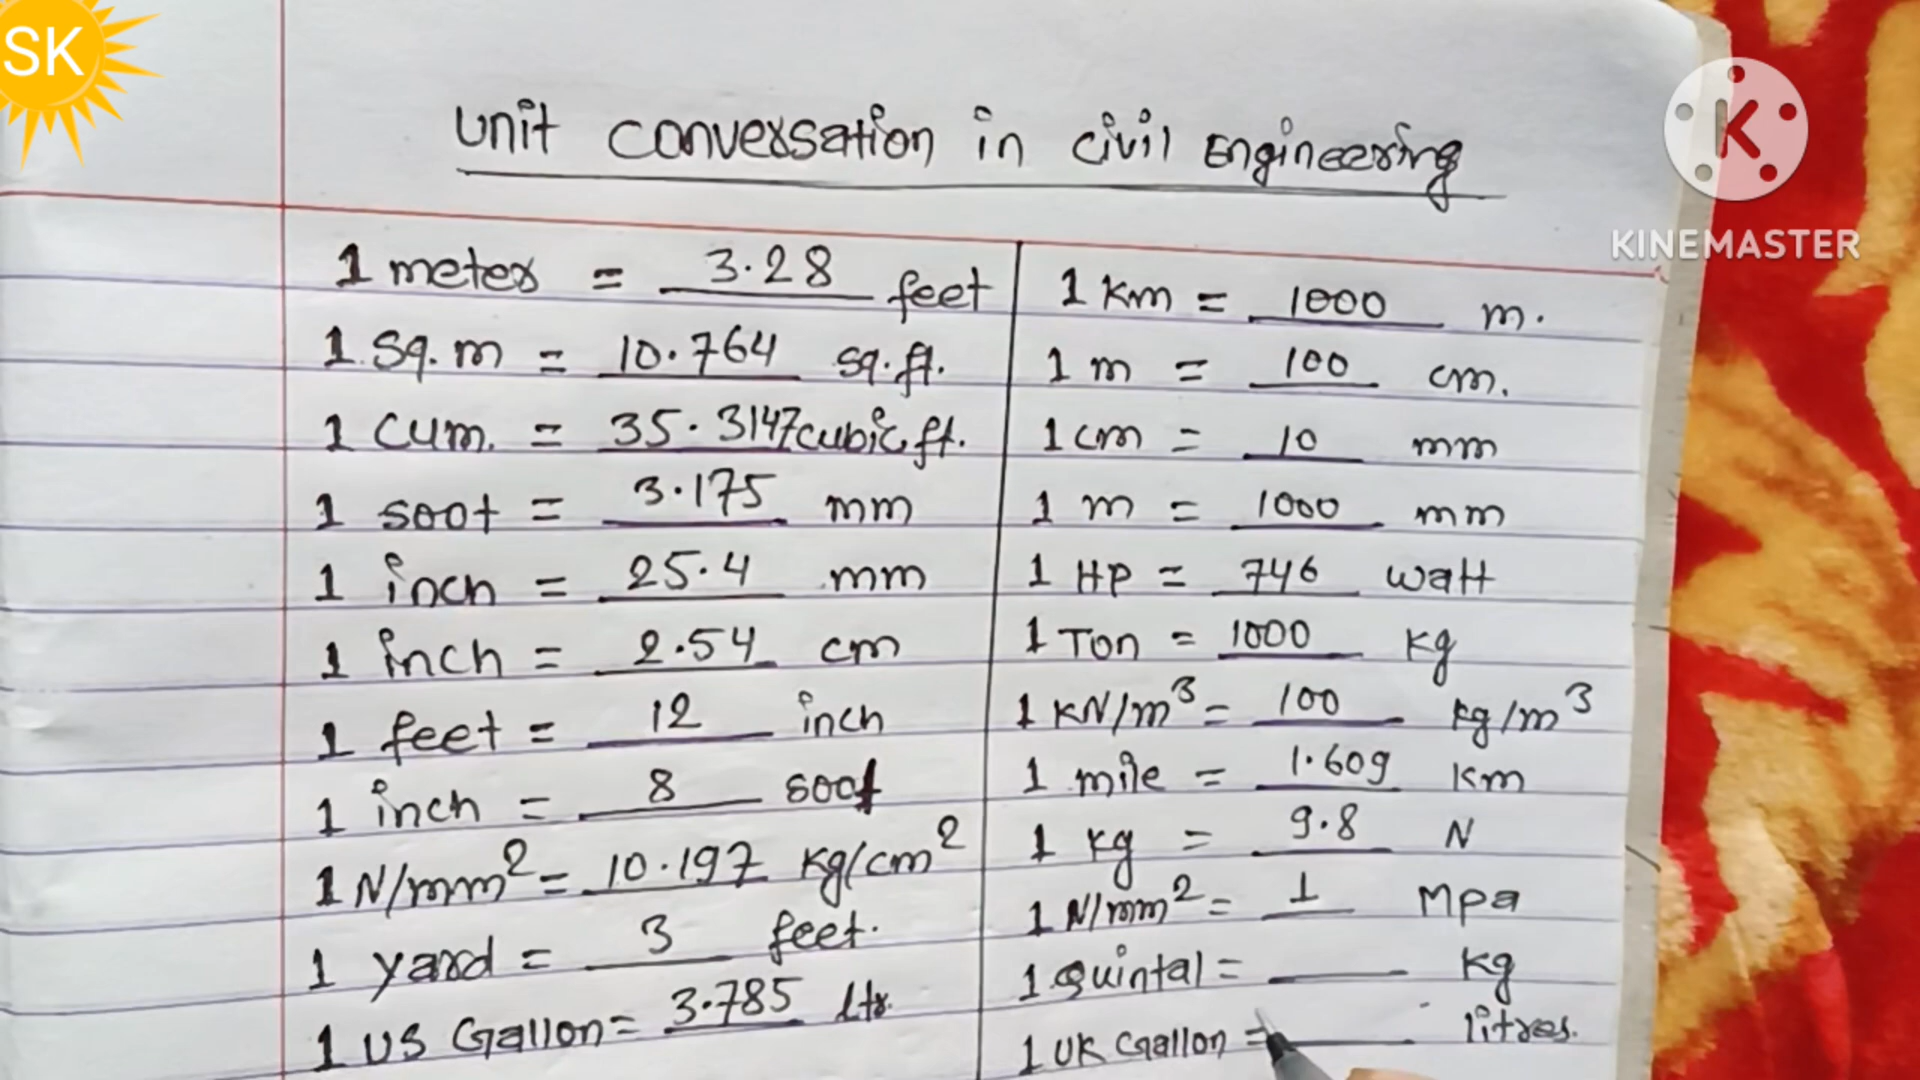 SK
unit conversation in civil Engineering
K
KINEMASTER
1 meter = 3.28 feet
1 Sq.m = 10.764 sq.ft.
1 Cum. = 35.3147 cubic ft.
1 soot = 3.175 mm
1 inch = 25.4 mm
1 inch = 2.54 cm
1 feet = 12 inch
1 inch = 8 soot
1 N/mm² = 10.197 kg/cm²
1 yard = 3 feet.
1 US Gallon = 3.785 ltr.
1 Km = 1000 m.
1 m = 100 cm.
1 cm = 10 mm
1 m = 1000 mm
1 HP = 746 watt
1 Ton = 1000 kg
1 KN/m³ = 100 kg/m³
1 mile = 1.609 Km
1 kg = 9.8 N
1 N/mm² = 1 Mpa
1 Quintal = ____ kg
1 UK Gallon = ____ litres.